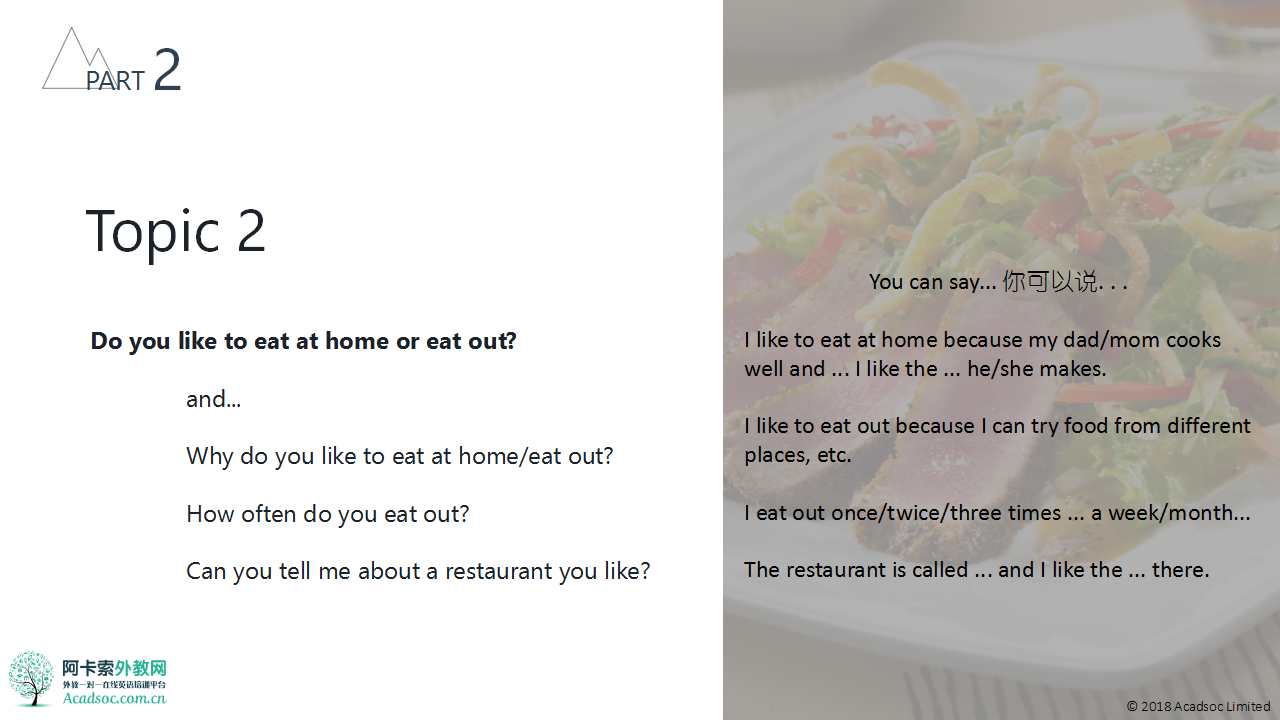 PART 2
Topic 2
Do you like to eat at home or eat out?
and...
Why do you like to eat at home/eat out?
How often do you eat out?
Can you tell me about a restaurant you like?
You can say... 你可以说. . .
I like to eat at home because my dad/mom cooks
well and ... I like the ... he/she makes.
I like to eat out because I can try food from different
places, etc.
I eat out once/twice/three times ... a week/month...
The restaurant is called ... and I like the ... there.
阿卡索外教网
外教一对一在线英语培训平台
Acadsoc.com.cn
© 2018 Acadsoc Limited